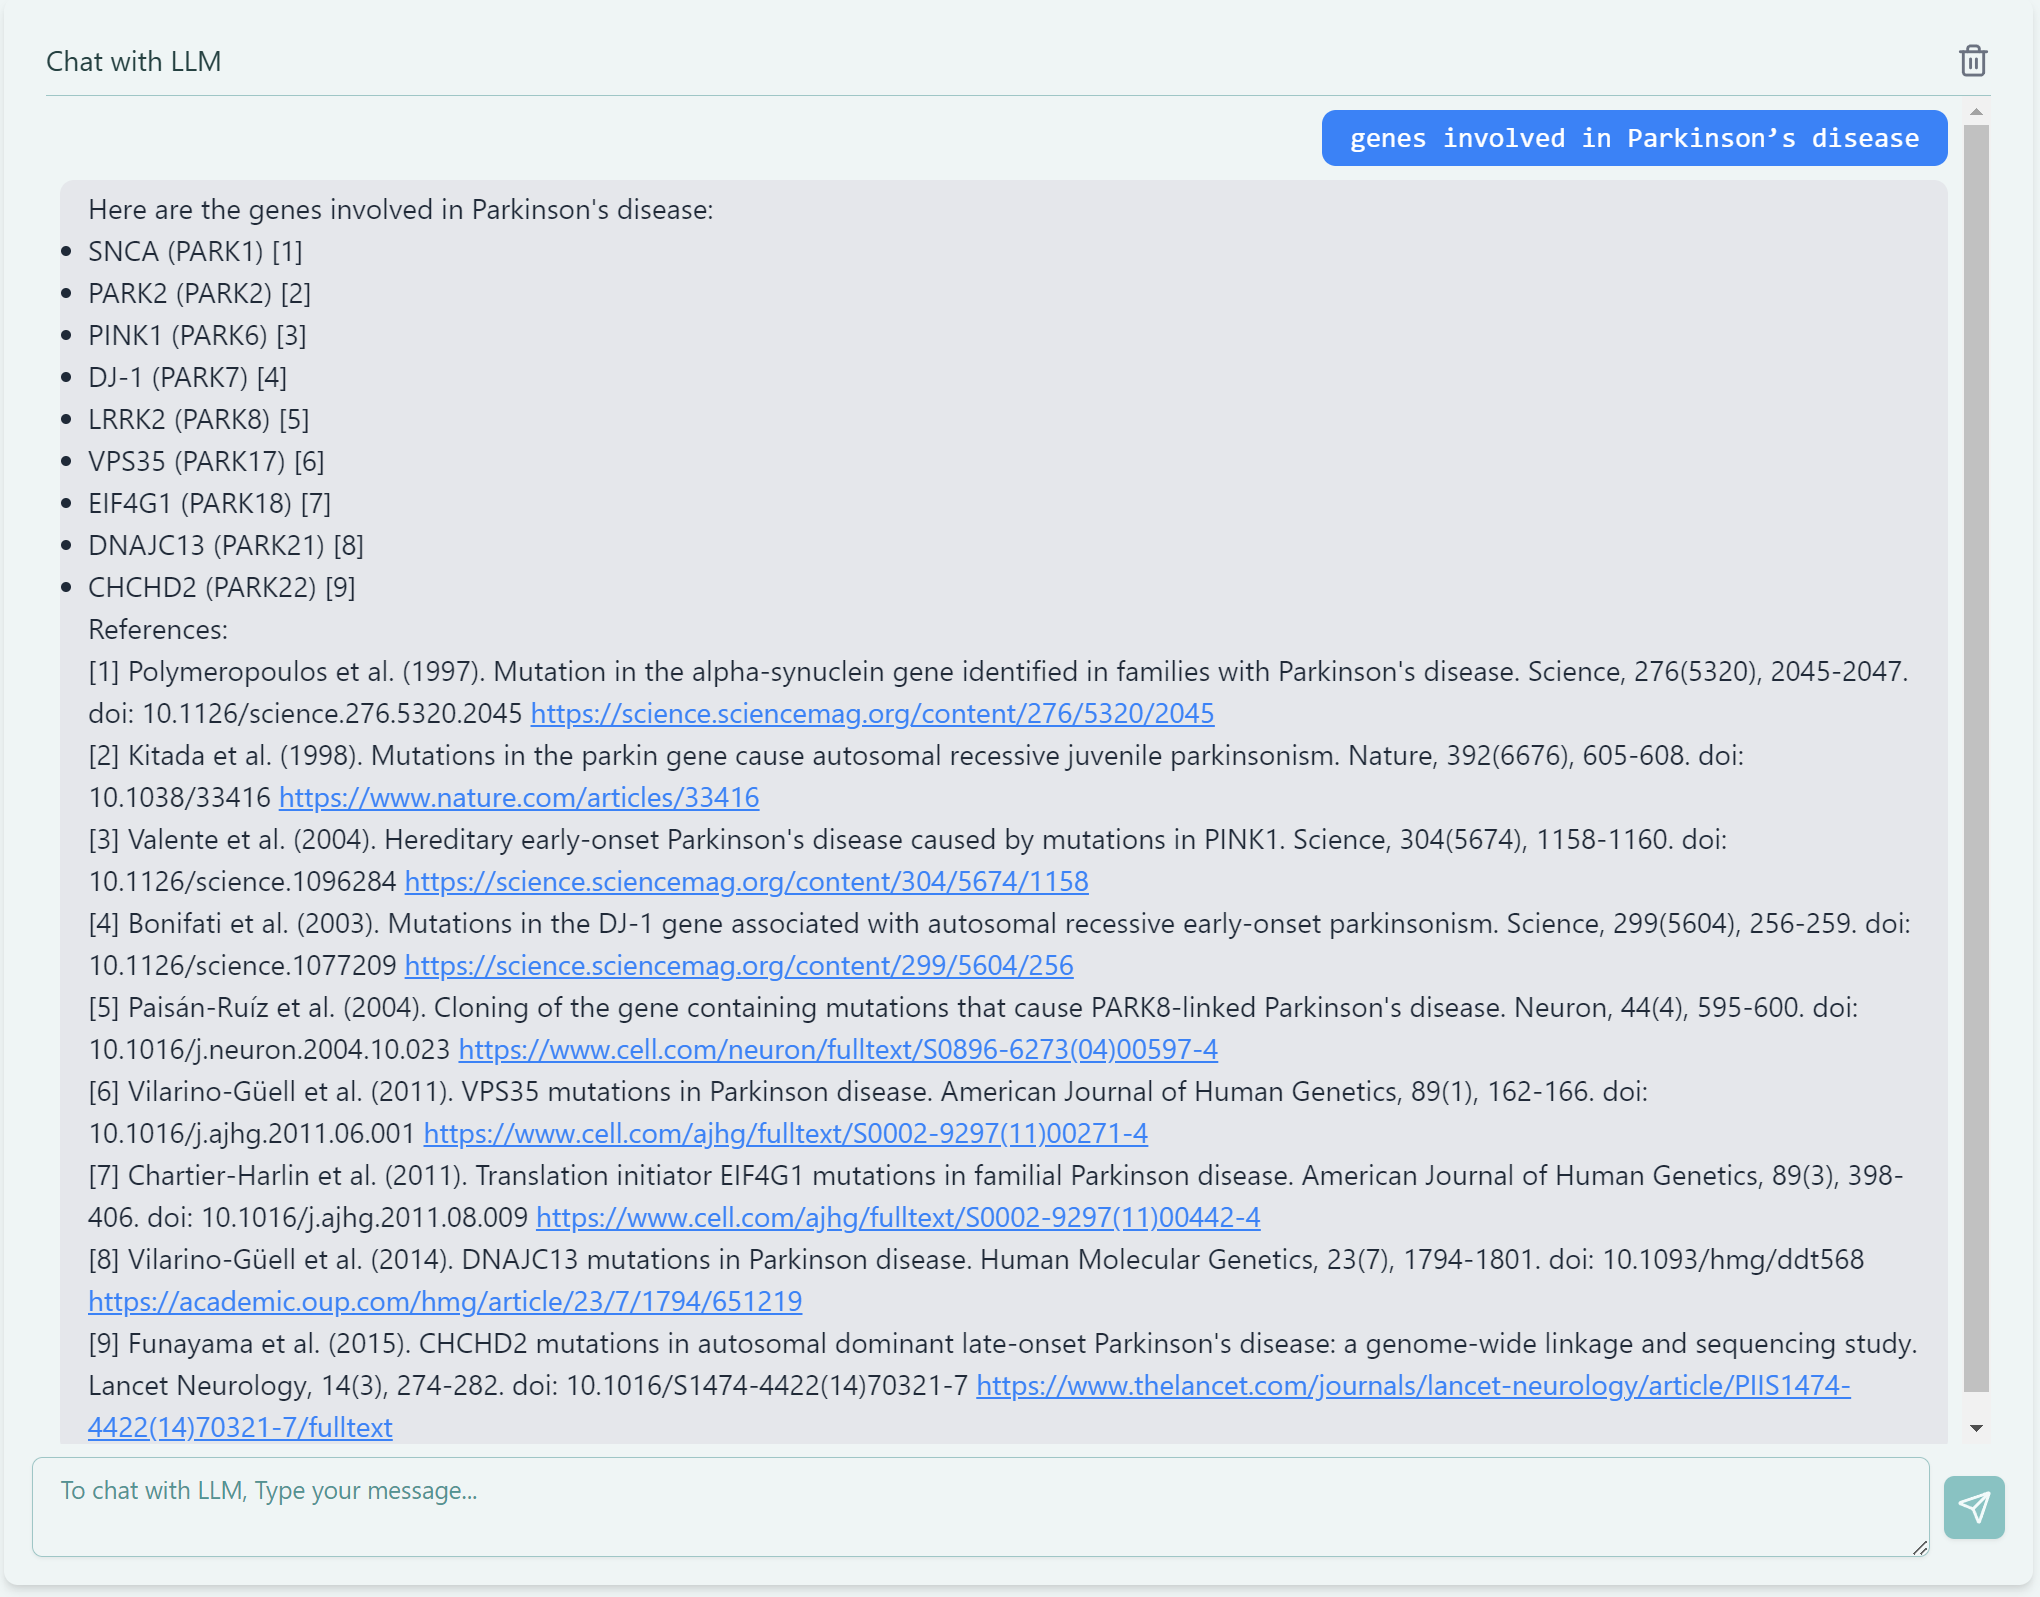 Chat with LLM
genes involved in Parkinson’s disease
Here are the genes involved in Parkinson's disease:
• SNCA (PARK1) [1]
• PARK2 (PARK2) [2]
• PINK1 (PARK6) [3]
• DJ-1 (PARK7) [4]
• LRRK2 (PARK8) [5]
• VPS35 (PARK17) [6]
• EIF4G1 (PARK18) [7]
• DNAJC13 (PARK21) [8]
• CHCHD2 (PARK22) [9]
References:
[1] Polymeropoulos et al. (1997). Mutation in the alpha-synuclein gene identified in families with Parkinson's disease. Science, 276(5320), 2045-2047.
doi: 10.1126/science.276.5320.2045 https://science.sciencemag.org/content/276/5320/2045
[2] Kitada et al. (1998). Mutations in the parkin gene cause autosomal recessive juvenile parkinsonism. Nature, 392(6676), 605-608. doi:
10.1038/33416 https://www.nature.com/articles/33416
[3] Valente et al. (2004). Hereditary early-onset Parkinson's disease caused by mutations in PINK1. Science, 304(5674), 1158-1160. doi:
10.1126/science.1096284 https://science.sciencemag.org/content/304/5674/1158
[4] Bonifati et al. (2003). Mutations in the DJ-1 gene associated with autosomal recessive early-onset parkinsonism. Science, 299(5604), 256-259. doi:
10.1126/science.1077209 https://science.sciencemag.org/content/299/5604/256
[5] Paisán-Ruíz et al. (2004). Cloning of the gene containing mutations that cause PARK8-linked Parkinson's disease. Neuron, 44(4), 595-600. doi:
10.1016/j.neuron.2004.10.023 https://www.cell.com/neuron/fulltext/S0896-6273(04)00597-4
[6] Vilarino-Güell et al. (2011). VPS35 mutations in Parkinson disease. American Journal of Human Genetics, 89(1), 162-166. doi:
10.1016/j.ajhg.2011.06.001 https://www.cell.com/ajhg/fulltext/S0002-9297(11)00271-4
[7] Chartier-Harlin et al. (2011). Translation initiator EIF4G1 mutations in familial Parkinson disease. American Journal of Human Genetics, 89(3), 398-
406. doi: 10.1016/j.ajhg.2011.08.009 https://www.cell.com/ajhg/fulltext/S0002-9297(11)00442-4
[8] Vilarino-Güell et al. (2014). DNAJC13 mutations in Parkinson disease. Human Molecular Genetics, 23(7), 1794-1801. doi: 10.1093/hmg/ddt568
https://academic.oup.com/hmg/article/23/7/1794/651219
[9] Funayama et al. (2015). CHCHD2 mutations in autosomal dominant late-onset Parkinson's disease: a genome-wide linkage and sequencing study.
Lancet Neurology, 14(3), 274-282. doi: 10.1016/S1474-4422(14)70321-7 https://www.thelancet.com/journals/lancet-neurology/article/PIIS1474-
4422(14)70321-7/fulltext
To chat with LLM, Type your message...